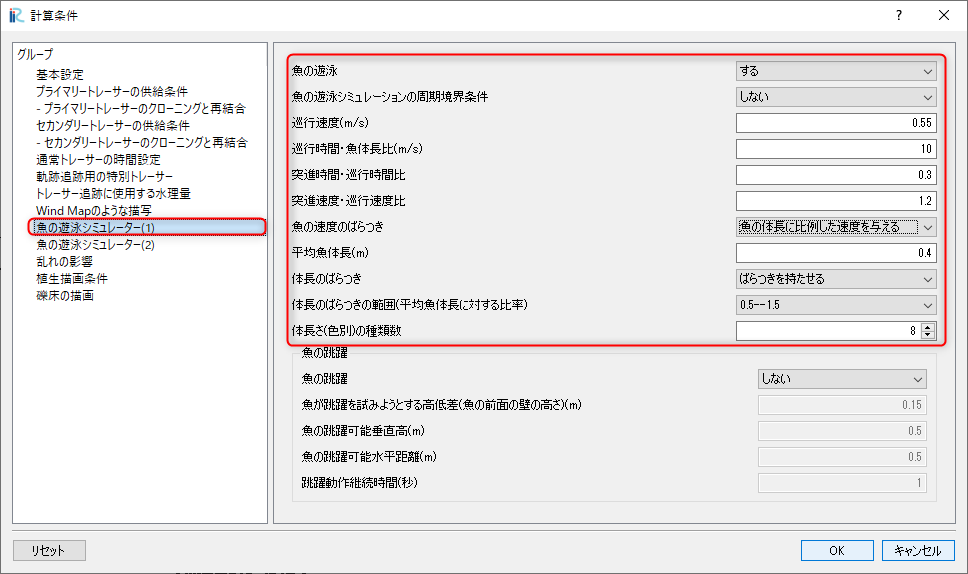 計算条件
グループ
基本設定
プライマリートレーサーの供給条件
- プライマリートレーサーのクローニングと再結合
セカンダリートレーサーの供給条件
- セカンダリートレーサーのクローニングと再結合
通常トレーサーの時間設定
軌跡追跡用の特別トレーサー
トレーサー追跡に使用する水理量
Wind Mapのような描写
魚の遊泳シミュレーター(1)
魚の遊泳シミュレーター(2)
乱れの影響
植生描画条件
礫床の描画
魚の遊泳 する
魚の遊泳シミュレーションの周期境界条件 しない
巡行速度(m/s) 0.55
巡行時間・魚体長比(m/s) 10
突進時間・巡行時間比 0.3
突進速度・巡行速度比 1.2
魚の速度のばらつき 魚の体長に比例した速度を与える
平均魚体長(m) 0.4
体長のばらつき ばらつきを持たせる
体長のばらつきの範囲(平均魚体長に対する比率) 0.5--1.5
体長さ(色別)の種類数 8
魚の跳躍
魚の跳躍 しない
魚が跳躍を試みようとする高低差(魚の前面の壁の高さ)(m) 0.15
魚の跳躍可能垂直高(m) 0.5
魚の跳躍可能水平距離(m) 0.5
跳躍動作継続時間(秒) 1
リセット OK キャンセル